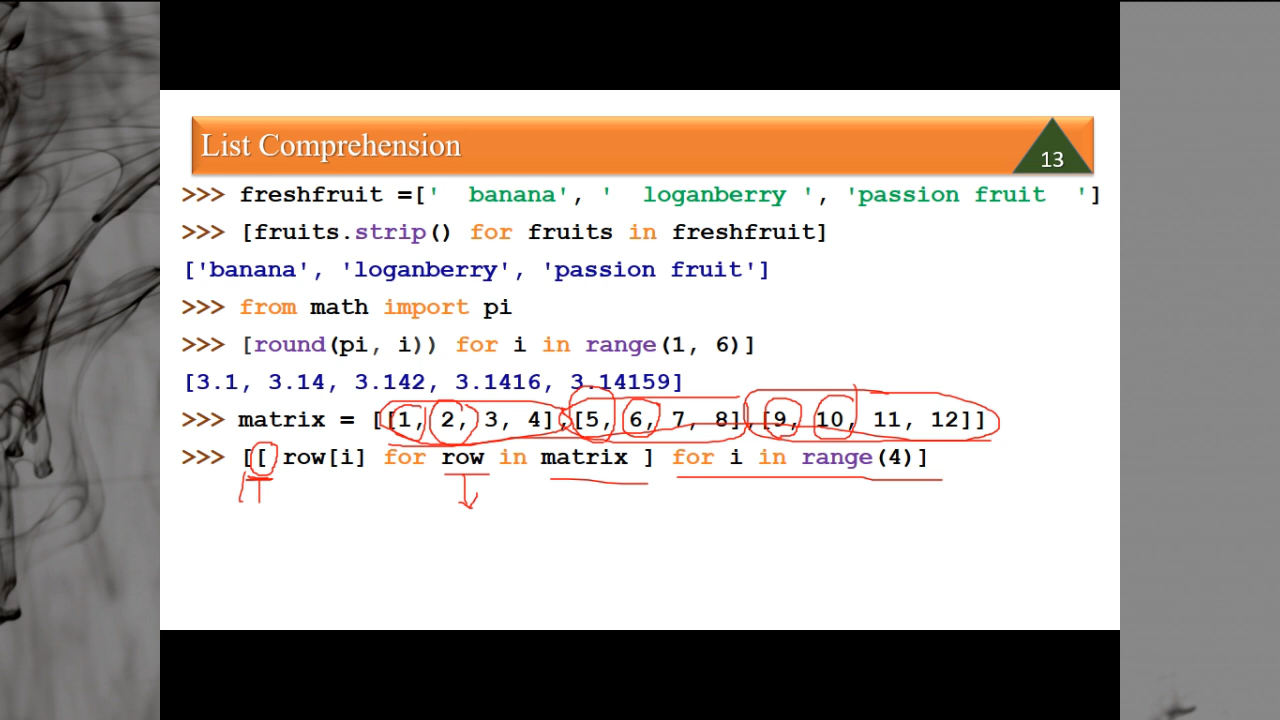 List Comprehension
13
>>> freshfruit =['  banana', '  loganberry ', 'passion fruit  ']
>>> [fruits.strip() for fruits in freshfruit]
['banana', 'loganberry', 'passion fruit']
>>> from math import pi
>>> [round(pi, i)) for i in range(1, 6)]
[3.1, 3.14, 3.142, 3.1416, 3.14159]
>>> matrix = [[1, 2, 3, 4],[5, 6, 7, 8],[9, 10, 11, 12]]
>>> [[ row[i] for row in matrix ] for i in range(4)]